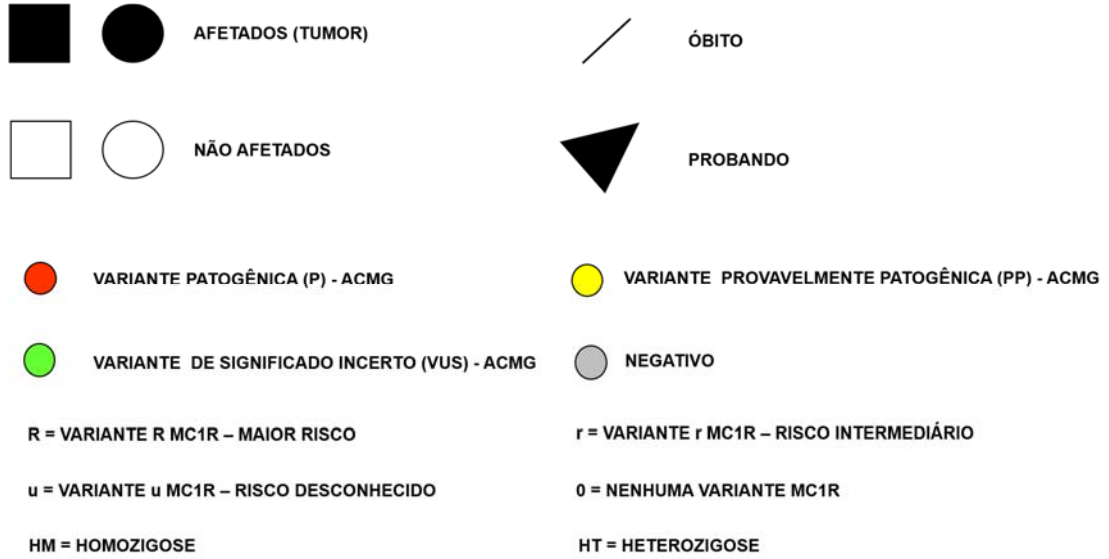 AFETADOS (TUMOR)
ÓBITO
NÃO AFETADOS
PROBANDO
VARIANTE PATOGÊNICA (P) - ACMG
VARIANTE PROVAVELMENTE PATOGÊNICA (PP) - ACMG
VARIANTE DE SIGNIFICADO INCERTO (VUS) - ACMG
NEGATIVO
R = VARIANTE R MC1R – MAIOR RISCO
r = VARIANTE r MC1R – RISCO INTERMEDIÁRIO
u = VARIANTE u MC1R – RISCO DESCONHECIDO
0 = NENHUMA VARIANTE MC1R
HM = HOMOZIGOSE
HT = HETEROZIGOSE